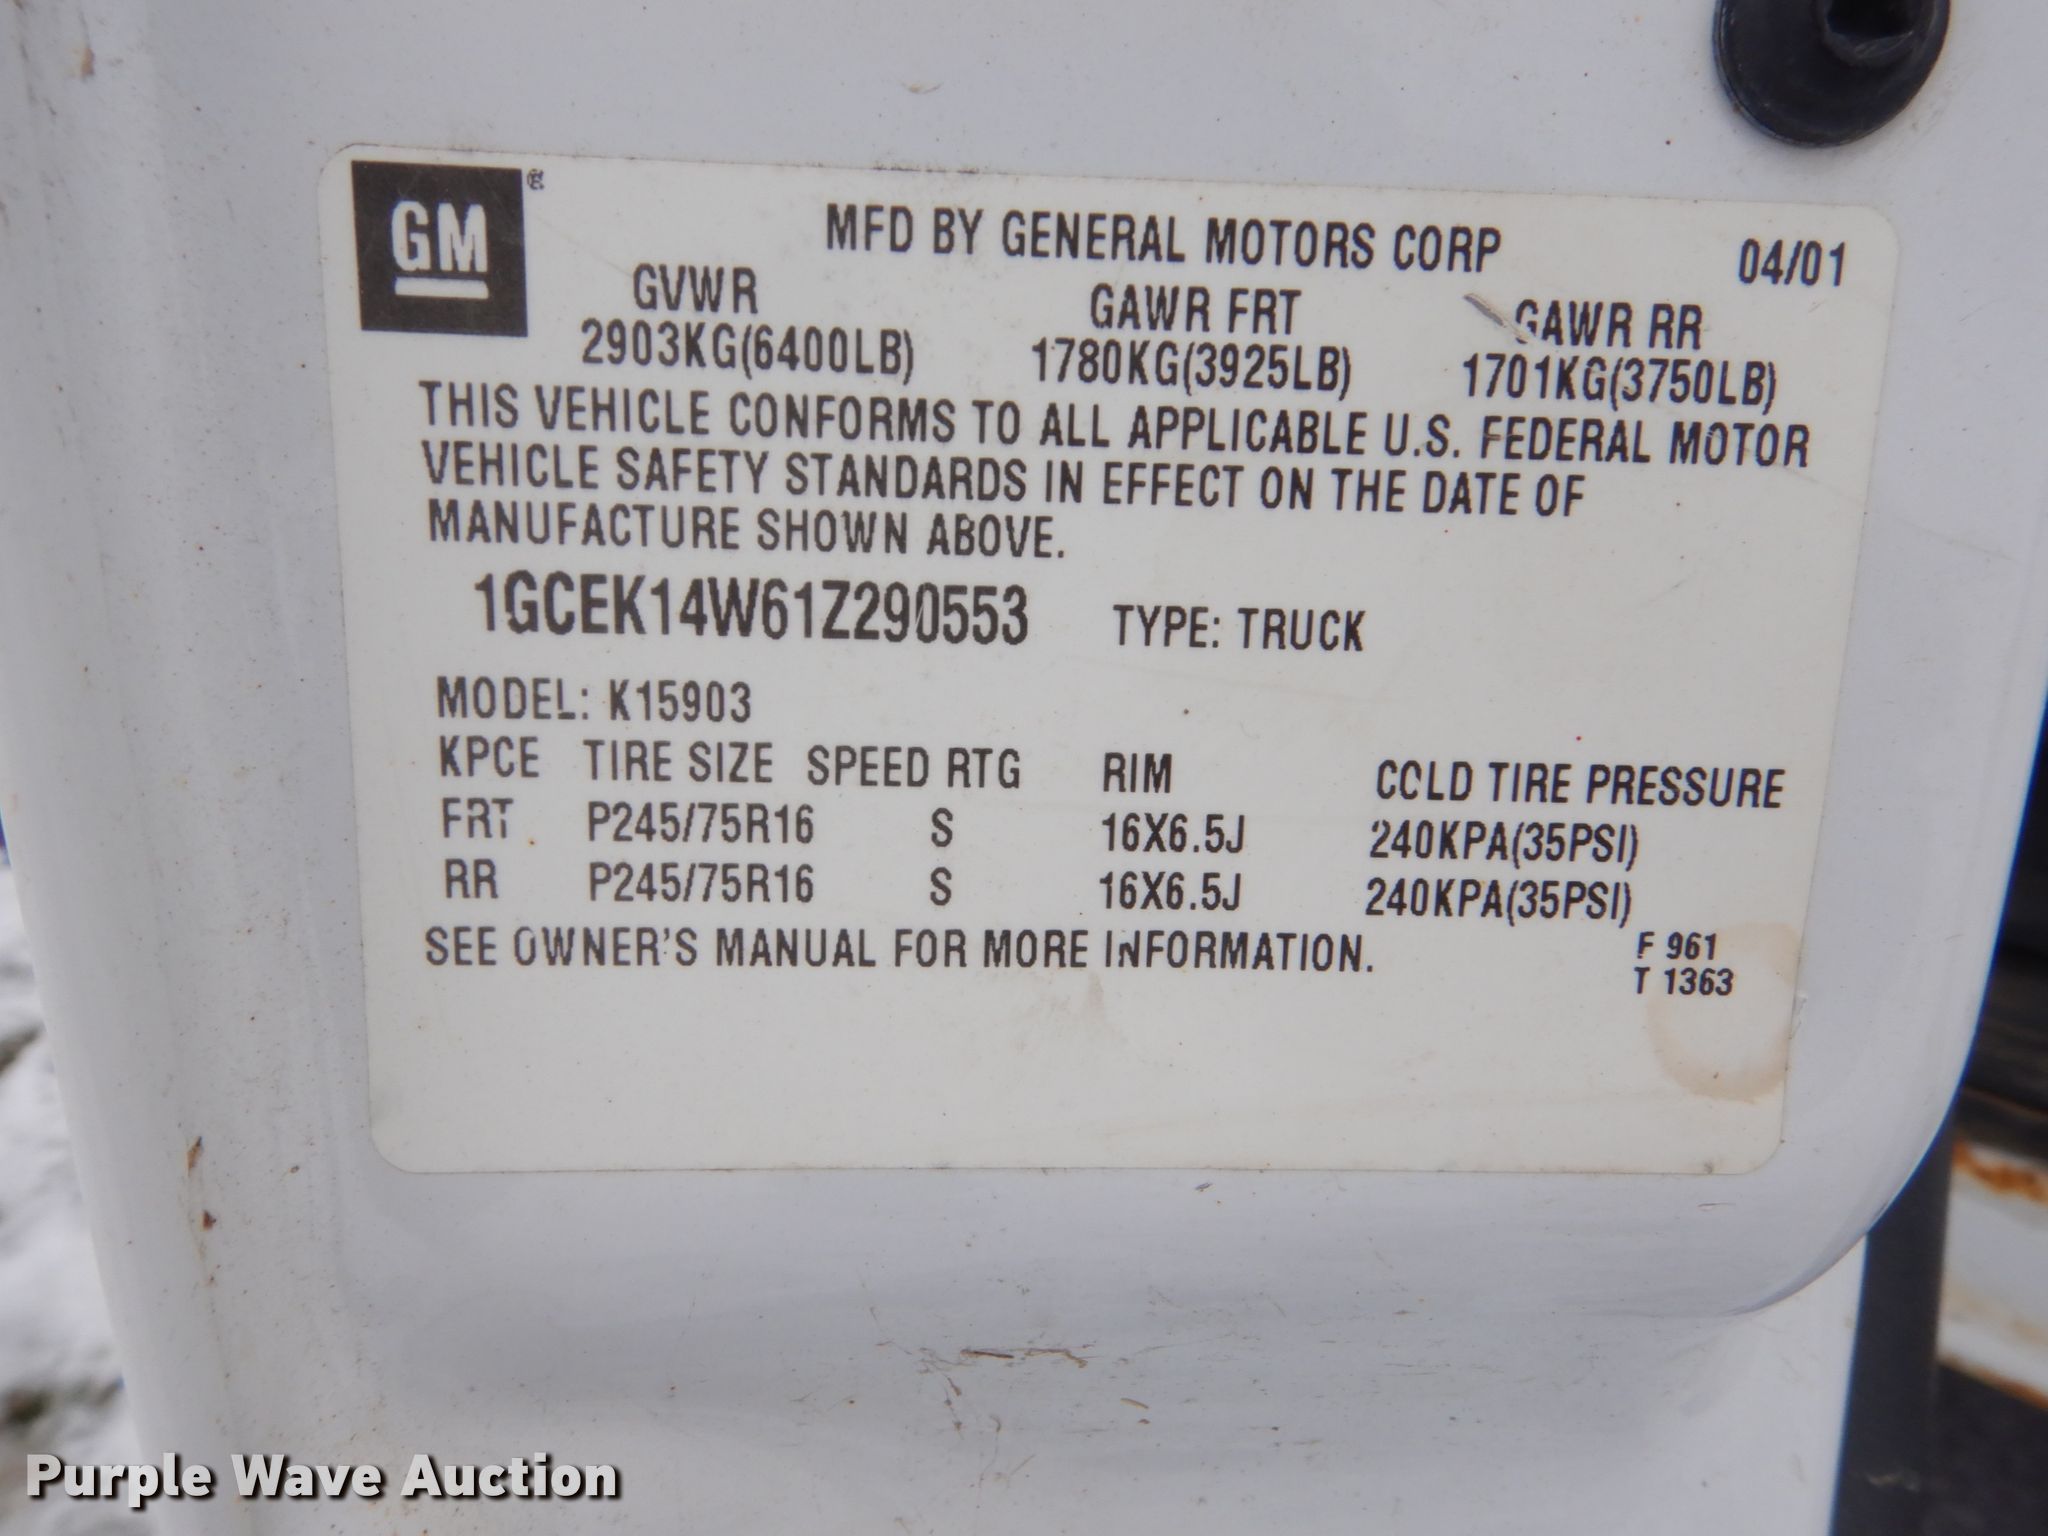 GM
MFD BY GENERAL MOTORS CORP 04/01
GVWR GAWR FRT GAWR RR
2903KG(6400LB) 1780KG(3925LB) 1701KG(3750LB)
THIS VEHICLE CONFORMS TO ALL APPLICABLE U.S. FEDERAL MOTOR
VEHICLE SAFETY STANDARDS IN EFFECT ON THE DATE OF
MANUFACTURE SHOWN ABOVE.
1GCEK14W61Z290553 TYPE: TRUCK
MODEL: K15903
KPCE TIRE SIZE SPEED RTG RIM COLD TIRE PRESSURE
FRT P245/75R16 S 16X6.5J 240KPA(35PSI)
RR P245/75R16 S 16X6.5J 240KPA(35PSI)
SEE OWNER'S MANUAL FOR MORE INFORMATION.
F 961
T 1363
Purple Wave Auction